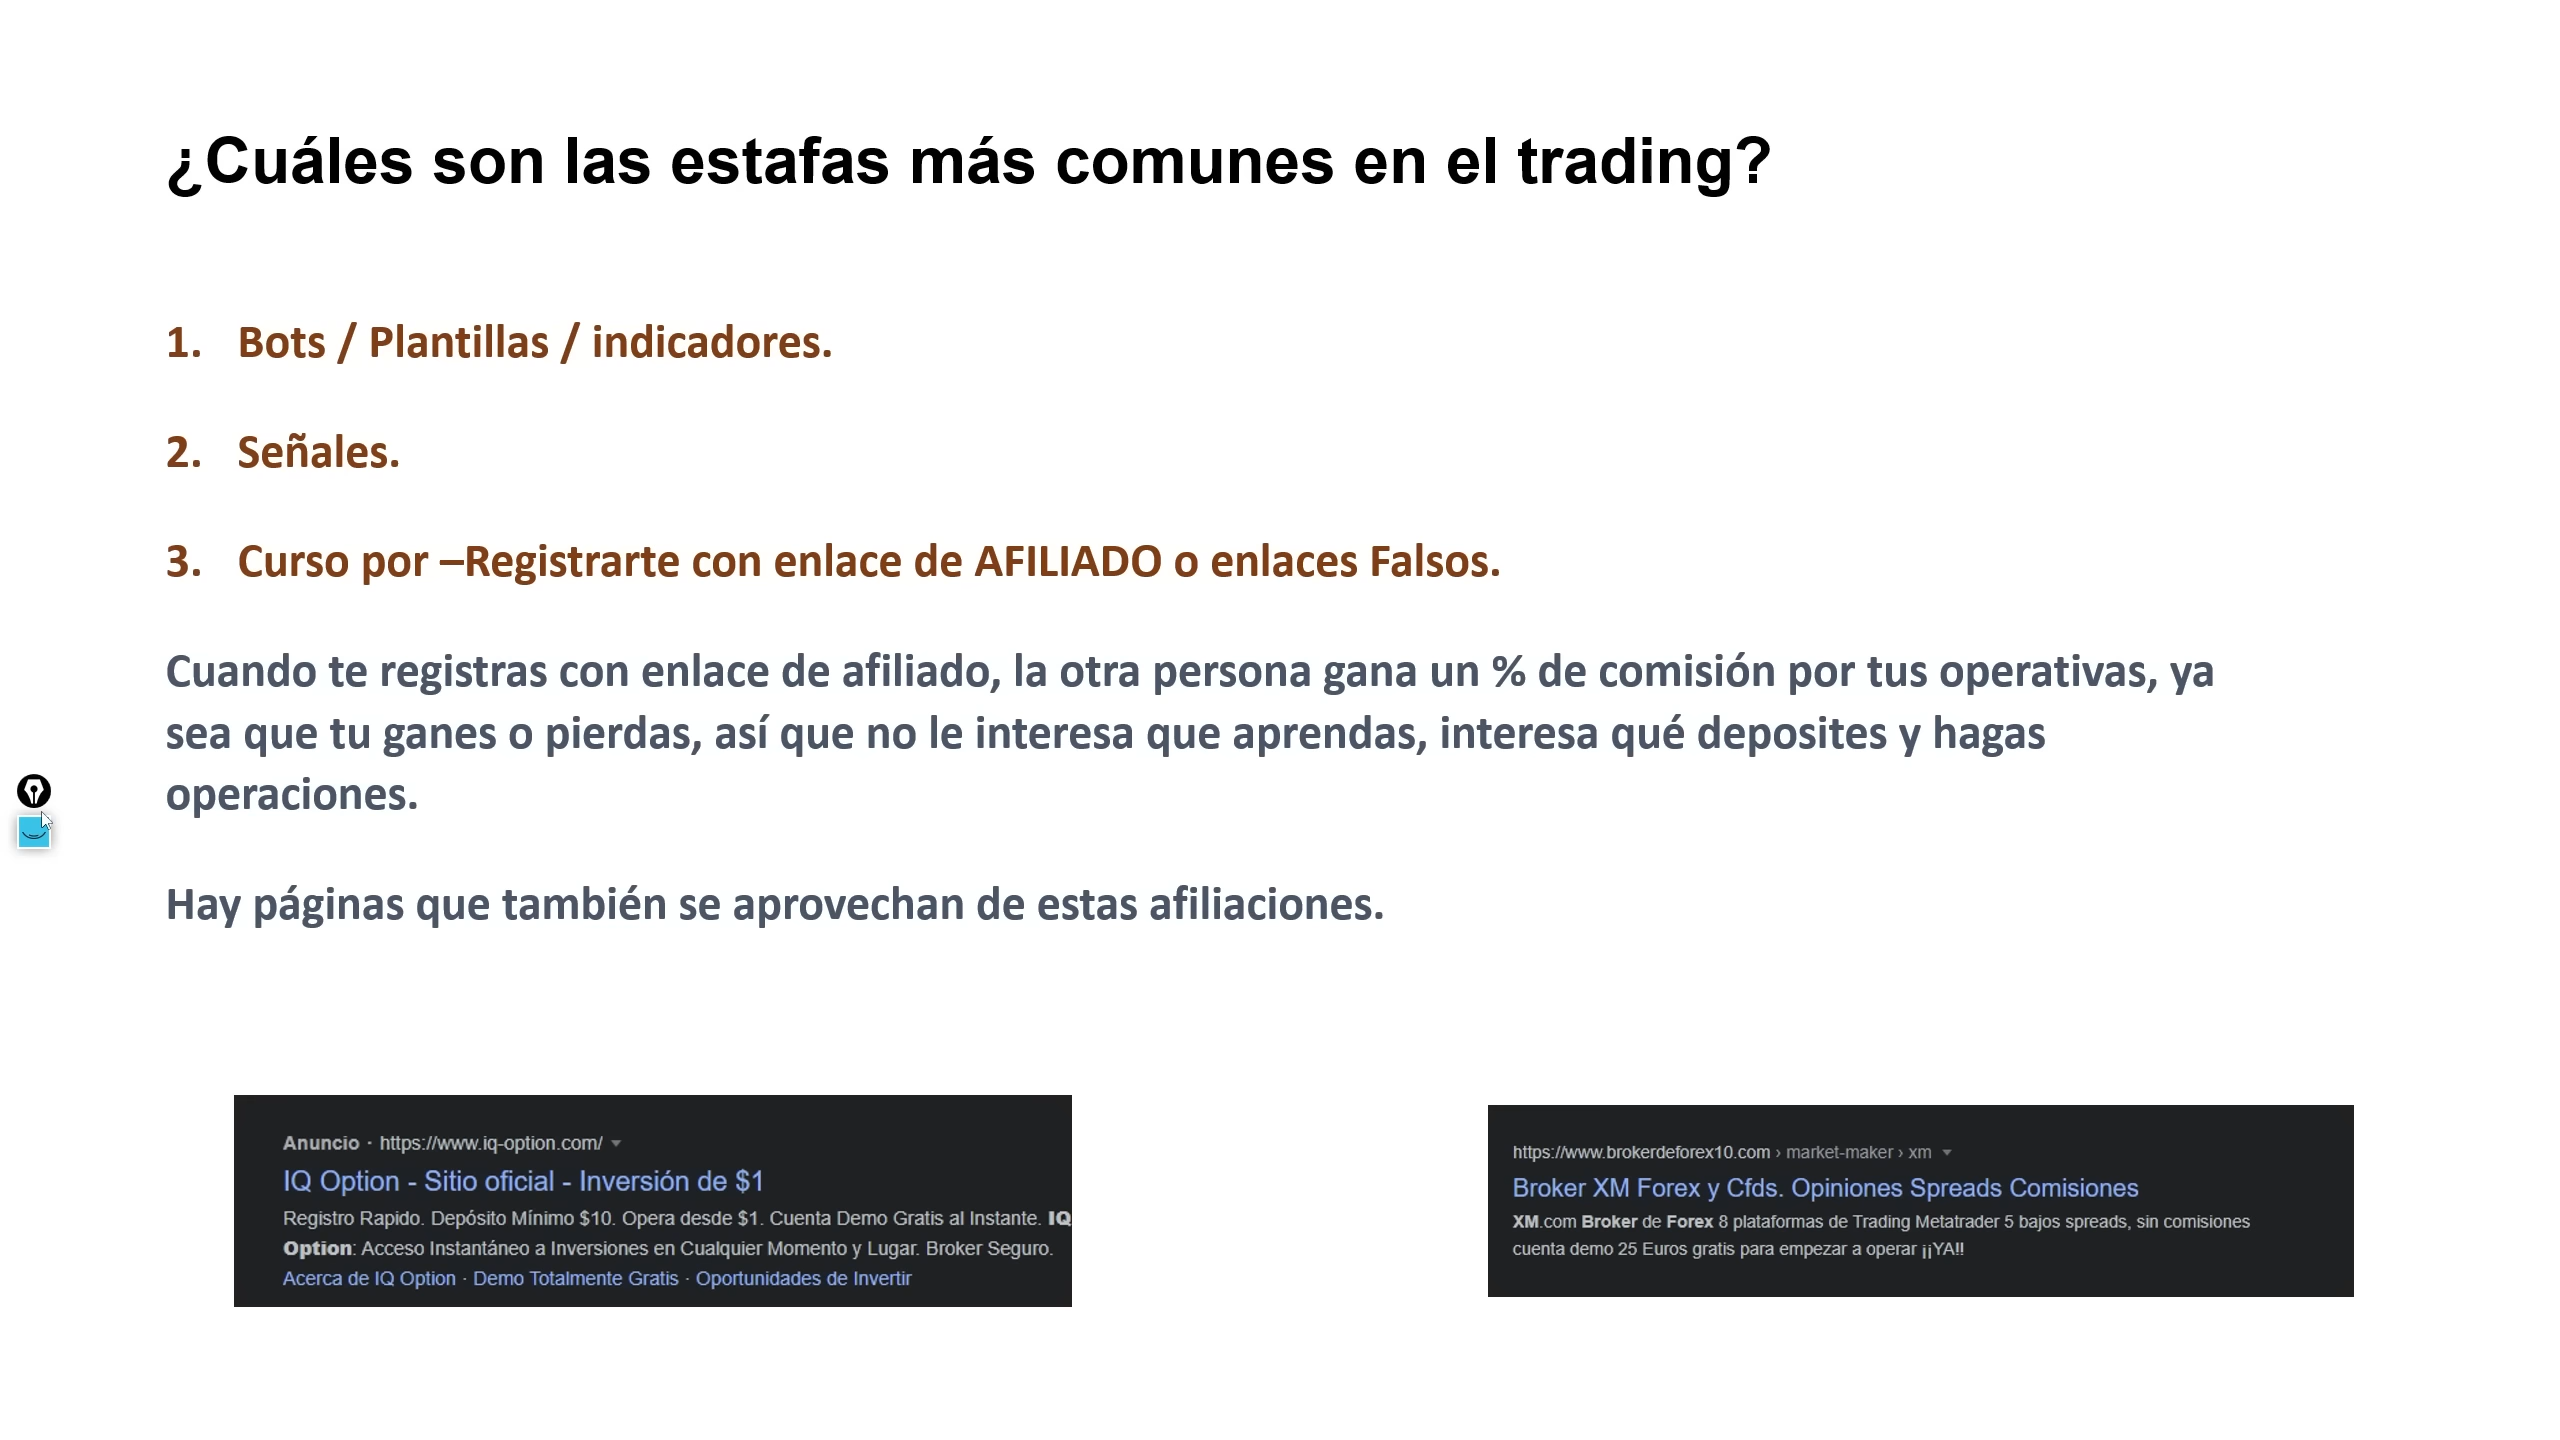 ¿Cuáles son las estafas más comunes en el trading?
1. Bots / Plantillas / indicadores.
2. Señales.
3. Curso por –Registrarte con enlace de AFILIADO o enlaces Falsos.
Cuando te registras con enlace de afiliado, la otra persona gana un % de comisión por tus operativas, ya
sea que tu ganes o pierdas, así que no le interesa que aprendas, interesa qué deposites y hagas
operaciones.
Hay páginas que también se aprovechan de estas afiliaciones.
Anuncio · https://www.iq-option.com/
IQ Option - Sitio oficial - Inversión de $1
Registro Rapido. Depósito Mínimo $10. Opera desde $1. Cuenta Demo Gratis al Instante. IQ
Option: Acceso Instantáneo a Inversiones en Cualquier Momento y Lugar. Broker Seguro.
Acerca de IQ Option · Demo Totalmente Gratis · Oportunidades de Invertir
https://www.brokerdeforex10.com › market-maker › xm
Broker XM Forex y Cfds. Opiniones Spreads Comisiones
XM.com Broker de Forex 8 plataformas de Trading Metatrader 5 bajos spreads, sin comisiones
cuenta demo 25 Euros gratis para empezar a operar ¡¡YA!!